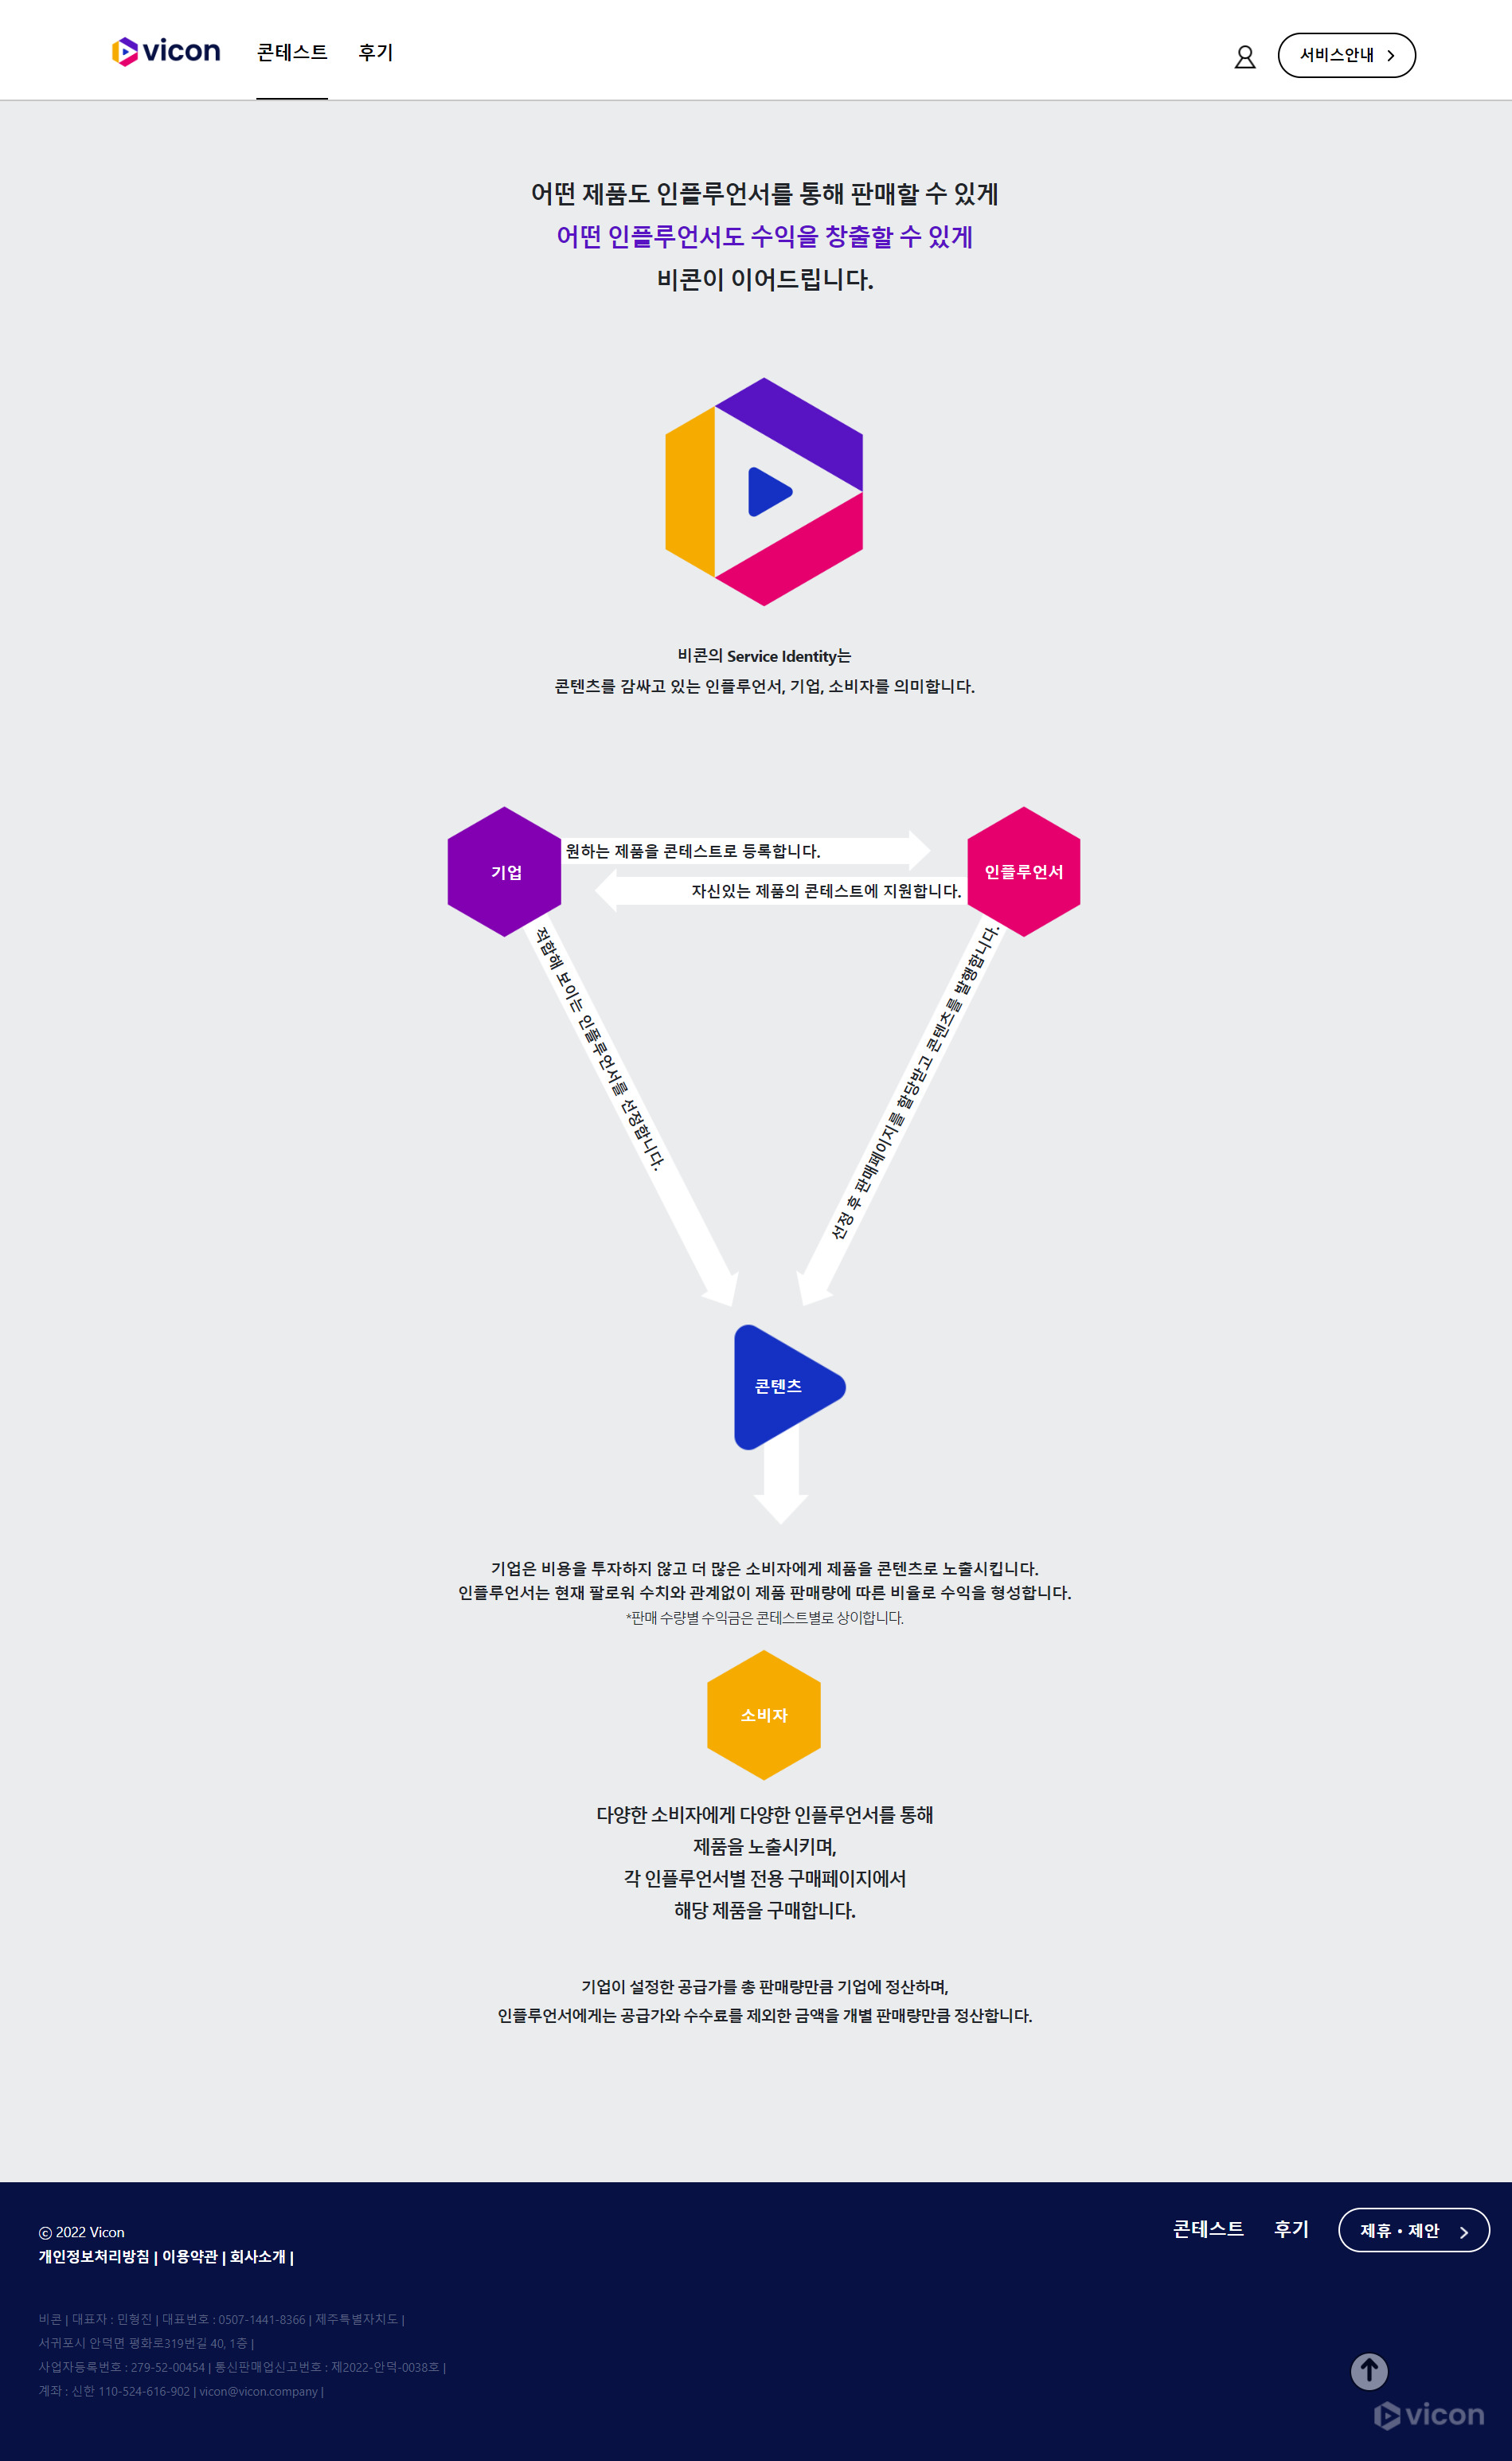 vicon
콘테스트
후기
서비스안내
어떤 제품도 인플루언서를 통해 판매할 수 있게
어떤 인플루언서도 수익을 창출할 수 있게
비콘이 이어드립니다.
비콘의 Service Identity는
콘텐츠를 감싸고 있는 인플루언서, 기업, 소비자를 의미합니다.
기업
원하는 제품을 콘테스트로 등록합니다.
인플루언서
자신있는 제품의 콘테스트에 지원합니다.
적합해 보이는 인플루언서를 선정합니다.
선정 후 판매페이지를 할당받고 콘텐츠를 발행합니다.
콘텐츠
기업은 비용을 투자하지 않고 더 많은 소비자에게 제품을 콘텐츠로 노출시킵니다.
인플루언서는 현재 팔로워 수치와 관계없이 제품 판매량에 따른 비율로 수익을 형성합니다.
*판매 수량별 수익금은 콘테스트별로 상이합니다.
소비자
다양한 소비자에게 다양한 인플루언서를 통해
제품을 노출시키며,
각 인플루언서별 전용 구매페이지에서
해당 제품을 구매합니다.
기업이 설정한 공급가를 총 판매량만큼 기업에 정산하며,
인플루언서에게는 공급가와 수수료를 제외한 금액을 개별 판매량만큼 정산합니다.
ⓒ 2022 Vicon
개인정보처리방침 | 이용약관 | 회사소개 |
콘테스트
후기
제휴 • 제안
비콘 | 대표자 : 민형진 | 대표번호 : 0507-1441-8366 | 제주특별자치도 |
서귀포시 안덕면 평화로319번길 40, 1층 |
사업자등록번호 : 279-52-00454 | 통신판매업신고번호 : 제2022-안덕-0038호 |
계좌 : 신한 110-524-616-902 | vicon@vicon.company |
vicon